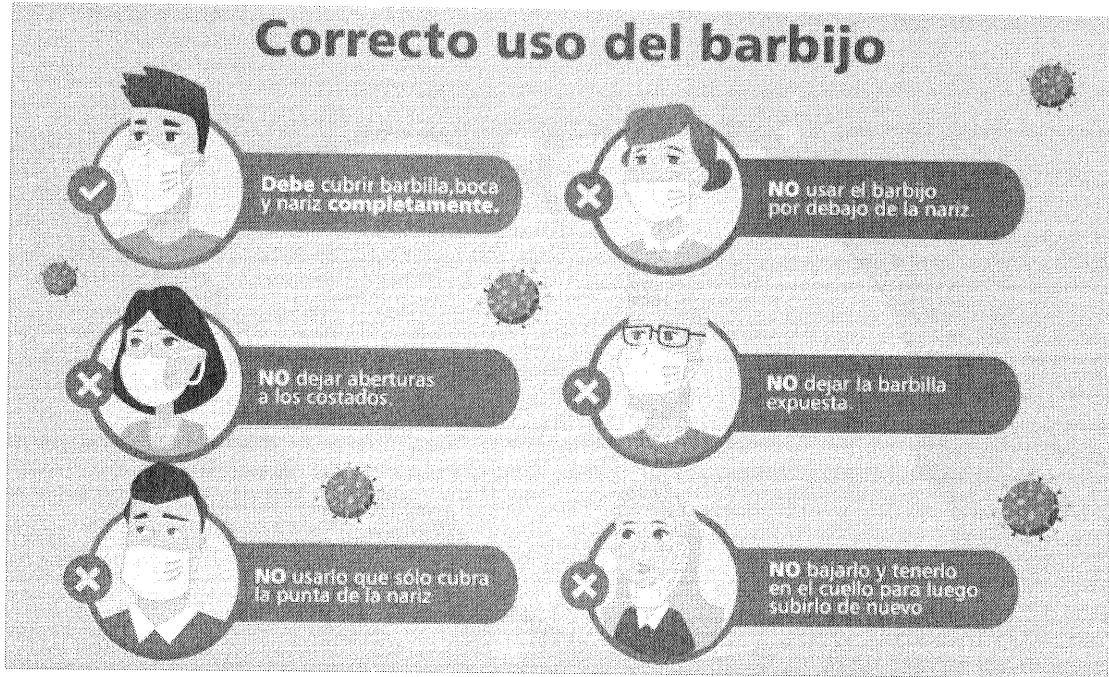 Correcto uso del barbijo
Debe cubrir barbilla,boca
y nariz completamente.
NO usar el barbijo
por debajo de la nariz.
NO dejar aberturas
a los costados
NO dejar la barbilla
expuesta.
NO usarlo que sólo cubra
la punta de la nariz
NO bajarlo y tenerlo
en el cuello para luego
subirlo de nuevo